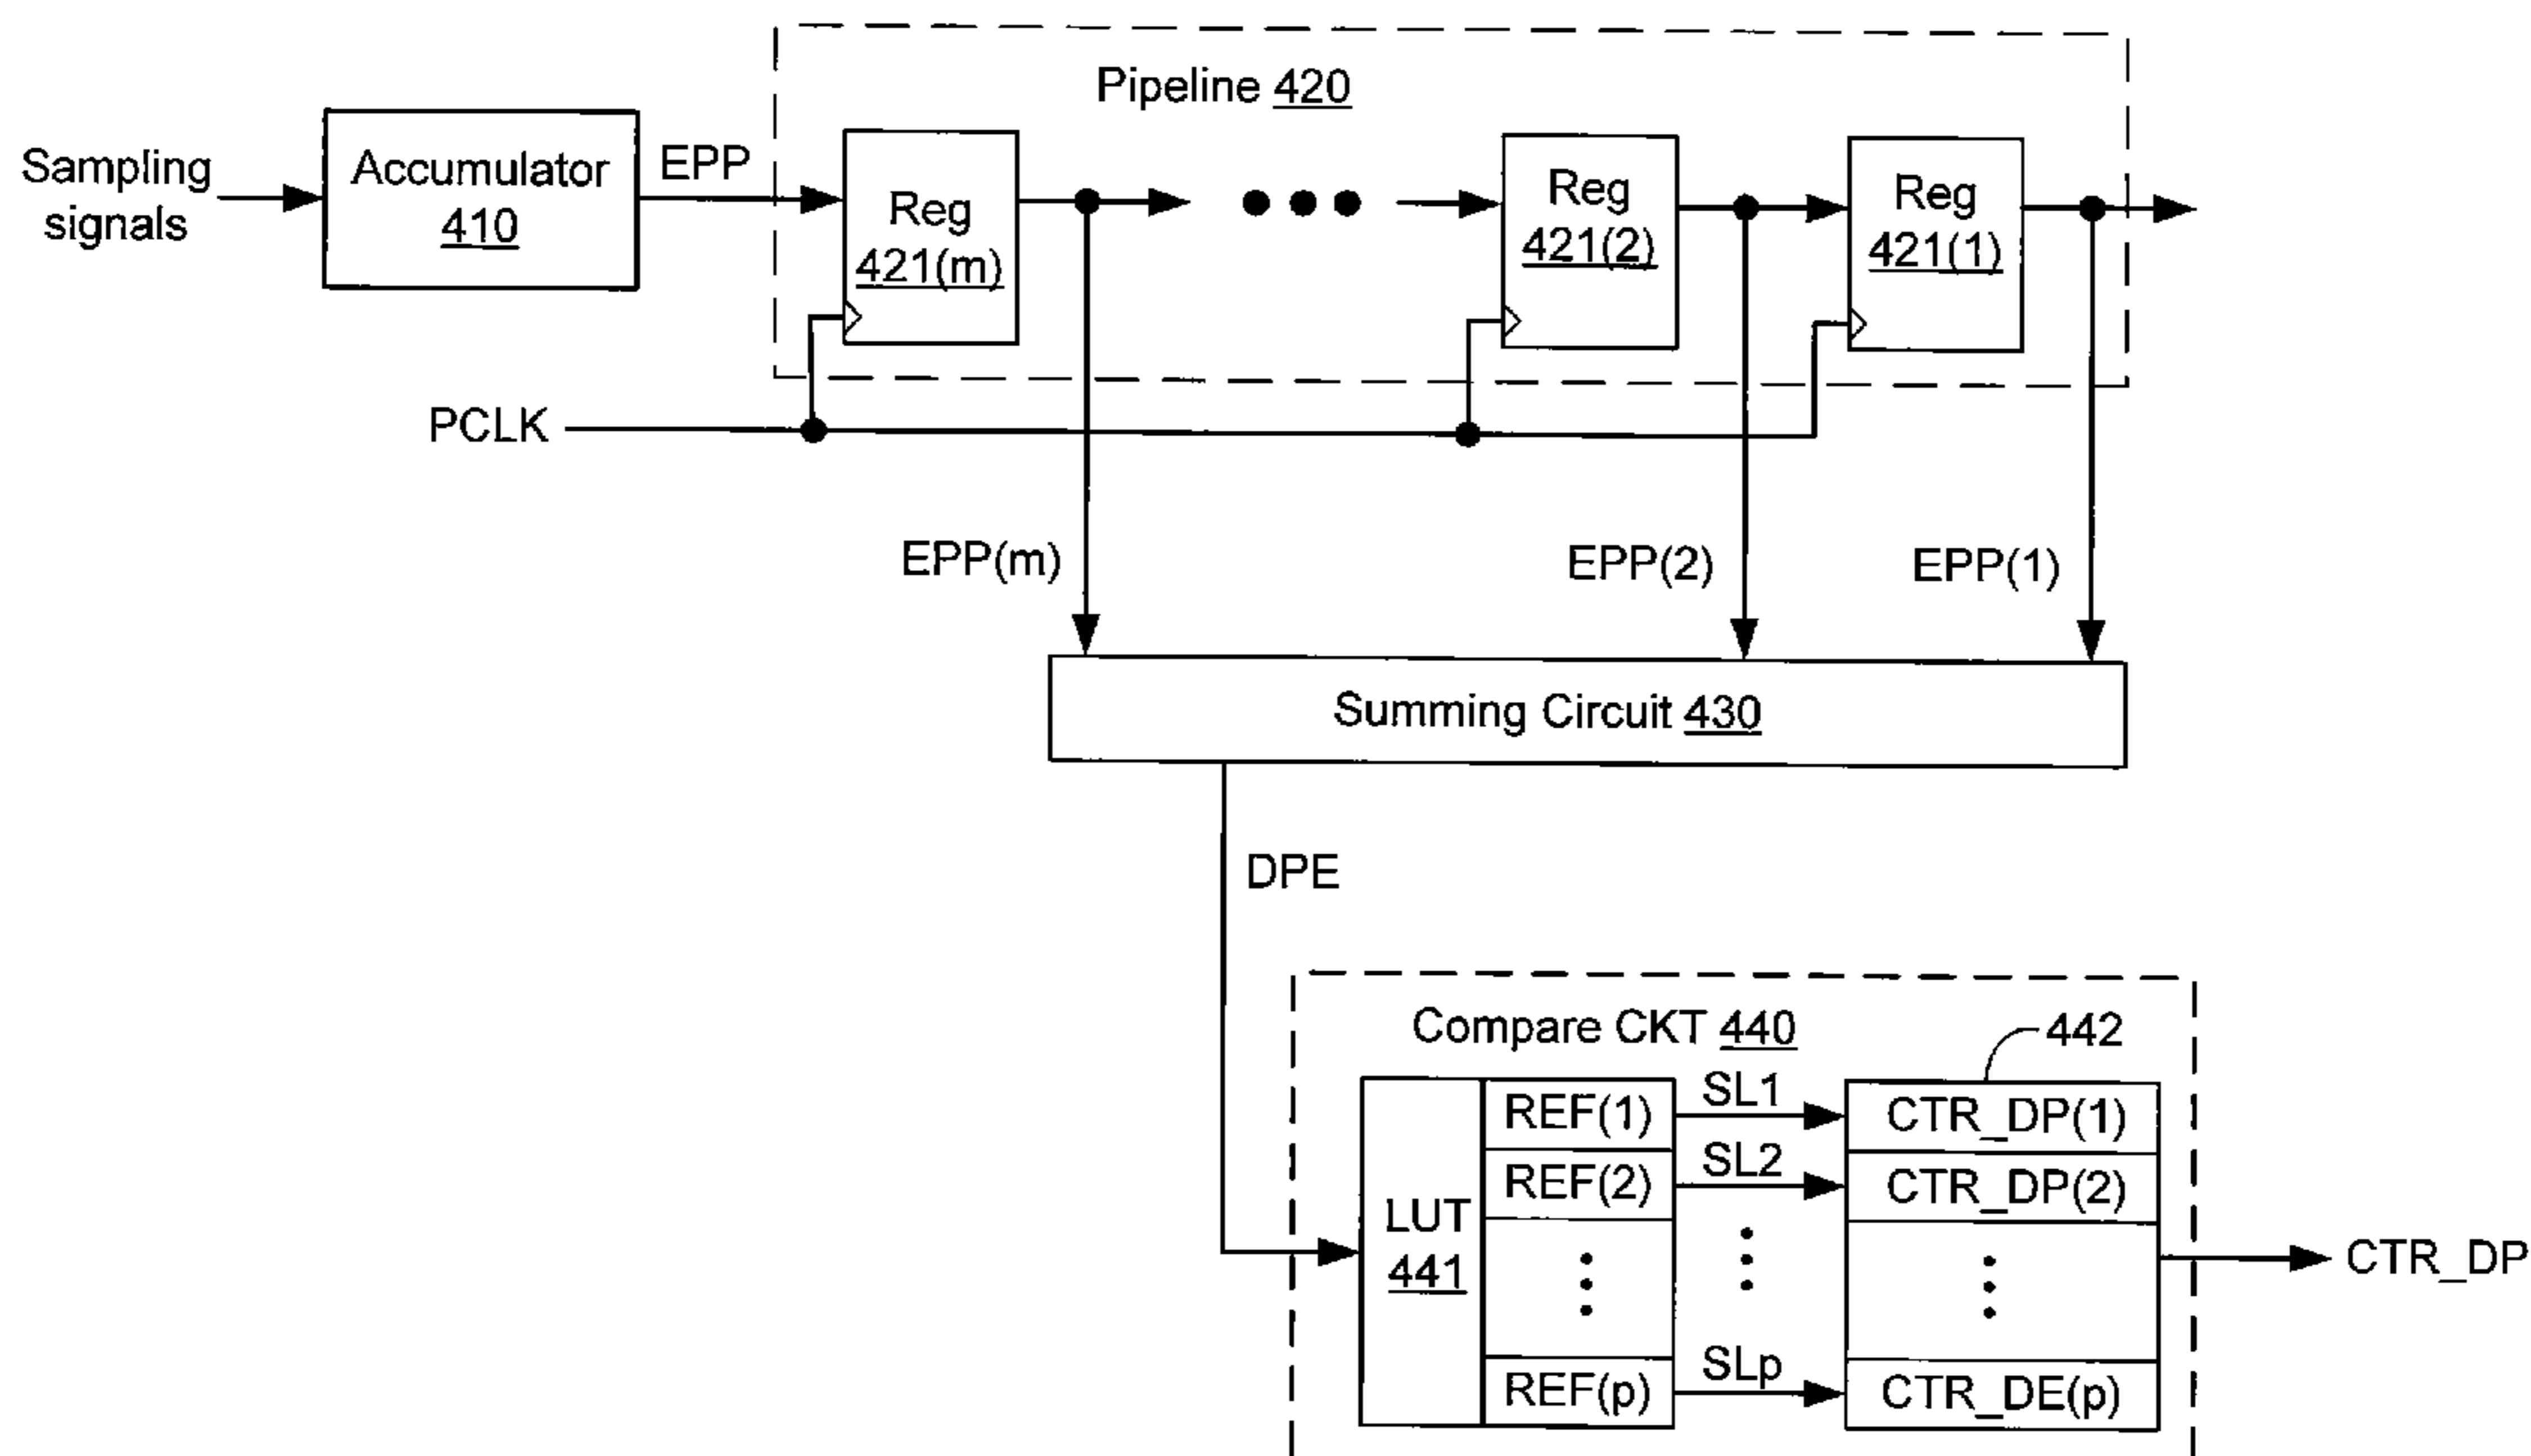 Pipeline 420
Sampling
signals
Accumulator
410
EPP
Reg
421(m)
Reg
421(2)
Reg
421(1)
PCLK
EPP(m)
EPP(2)
EPP(1)
Summing Circuit 430
DPE
Compare CKT 440
442
LUT
441
REF(1)
SL1
CTR_DP(1)
REF(2)
SL2
CTR_DP(2)
CTR_DP
REF(p)
SLp
CTR_DE(p)